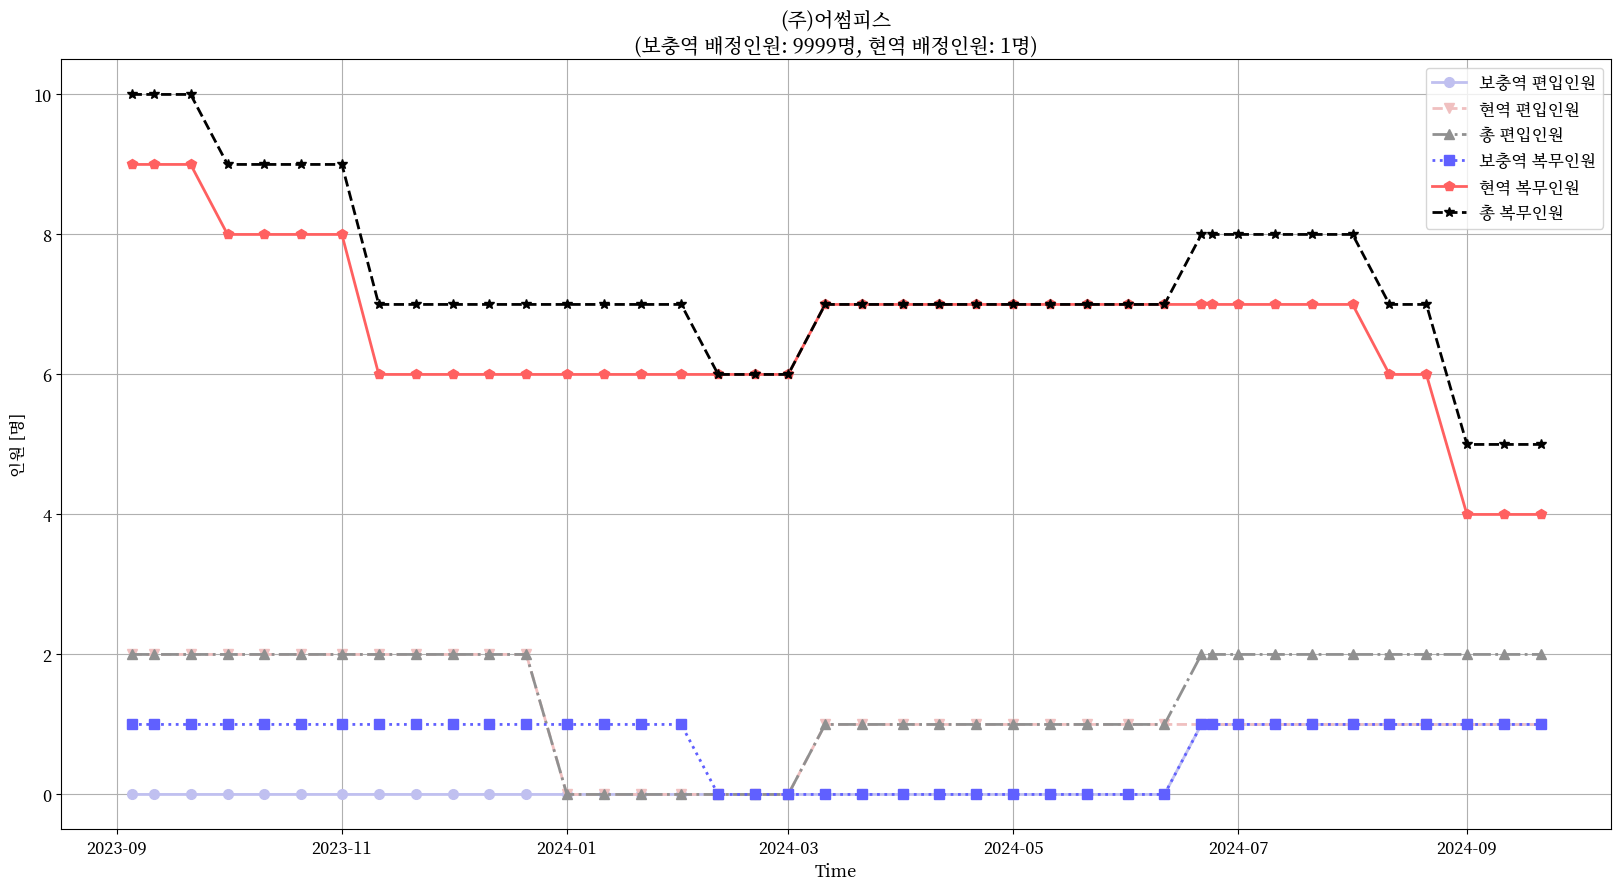 (주)어썸피스
(보충역 배정인원: 9999명, 현역 배정인원: 1명)
보충역 편입인원
현역 편입인원
총 편입인원
보충역 복무인원
현역 복무인원
총 복무인원
인원 [명]
10
8
6
4
2
0
2023-09
2023-11
2024-01
2024-03
2024-05
2024-07
2024-09
Time